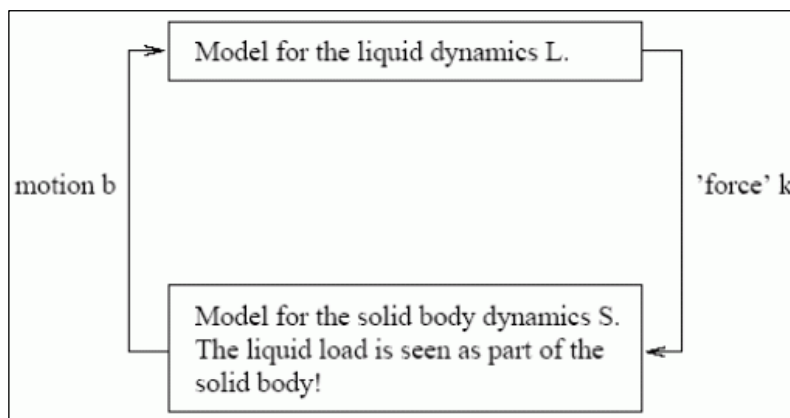 Model for the liquid dynamics L.
motion b
'force' k
Model for the solid body dynamics S.
The liquid load is seen as part of the
solid body!